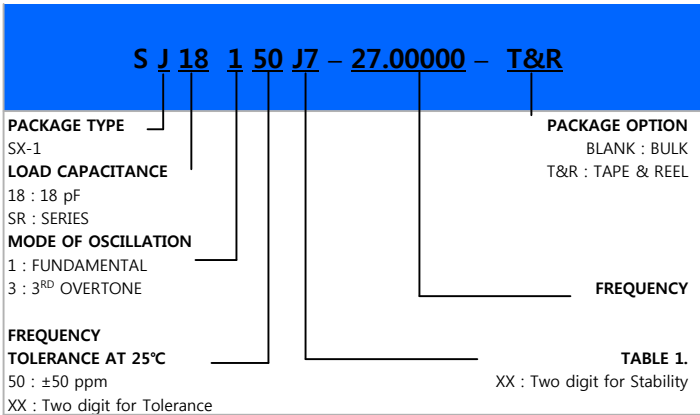 S J 18 1 50 J7 – 27.00000 – T&R
PACKAGE TYPE
SX-1
LOAD CAPACITANCE
18 : 18 pF
SR : SERIES
MODE OF OSCILLATION
1 : FUNDAMENTAL
3 : 3RD OVERTONE
FREQUENCY
TOLERANCE AT 25℃
50 : ±50 ppm
XX : Two digit for Tolerance
PACKAGE OPTION
BLANK : BULK
T&R : TAPE & REEL
FREQUENCY
TABLE 1.
XX : Two digit for Stability